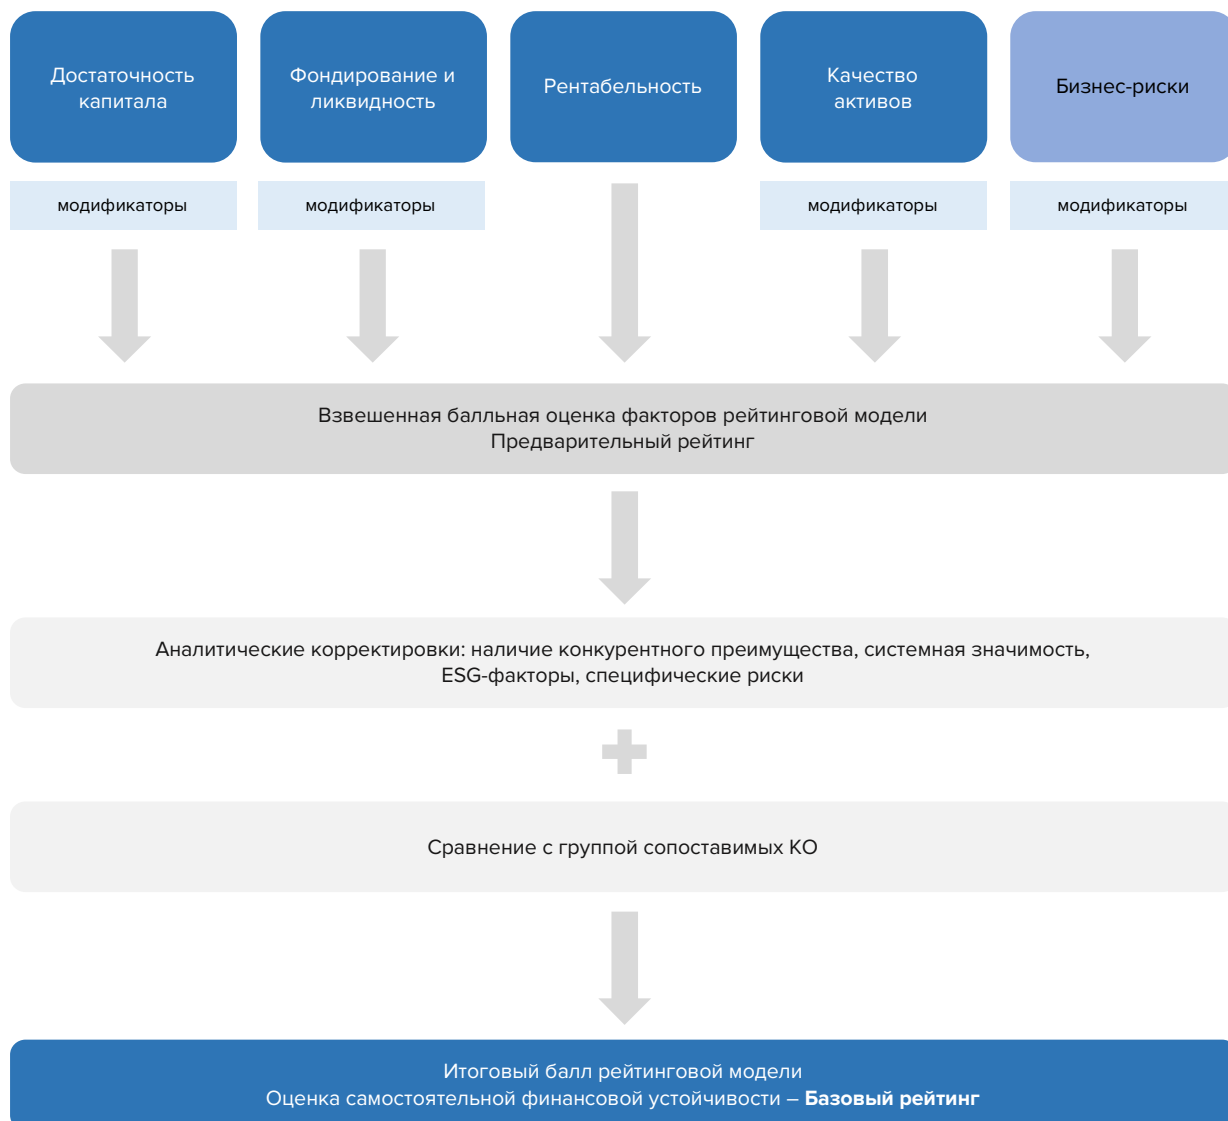 Достаточность
капитала
Фондирование и
ликвидность
Рентабельность
Качество
активов
Бизнес-риски
модификаторы
модификаторы
модификаторы
модификаторы
Взвешенная балльная оценка факторов рейтинговой модели
Предварительный рейтинг
Аналитические корректировки: наличие конкурентного преимущества, системная значимость,
ESG-факторы, специфические риски
Сравнение с группой сопоставимых КО
Итоговый балл рейтинговой модели
Оценка самостоятельной финансовой устойчивости – Базовый рейтинг